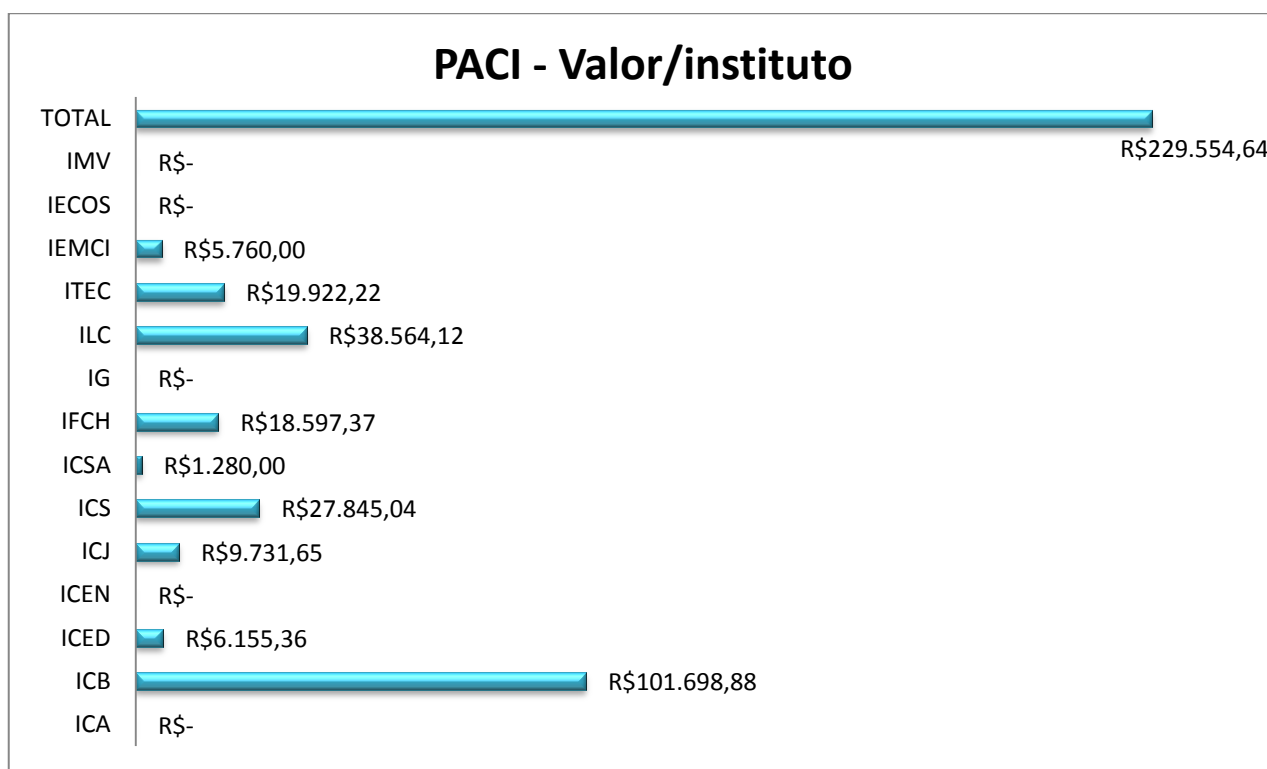 PACI - Valor/instituto
TOTAL R$229.554,64
IMV R$-
IECOS R$-
IEMCI R$5.760,00
ITEC R$19.922,22
ILC R$38.564,12
IG R$-
IFCH R$18.597,37
ICSA R$1.280,00
ICS R$27.845,04
ICJ R$9.731,65
ICEN R$-
ICED R$6.155,36
ICB R$101.698,88
ICA R$-